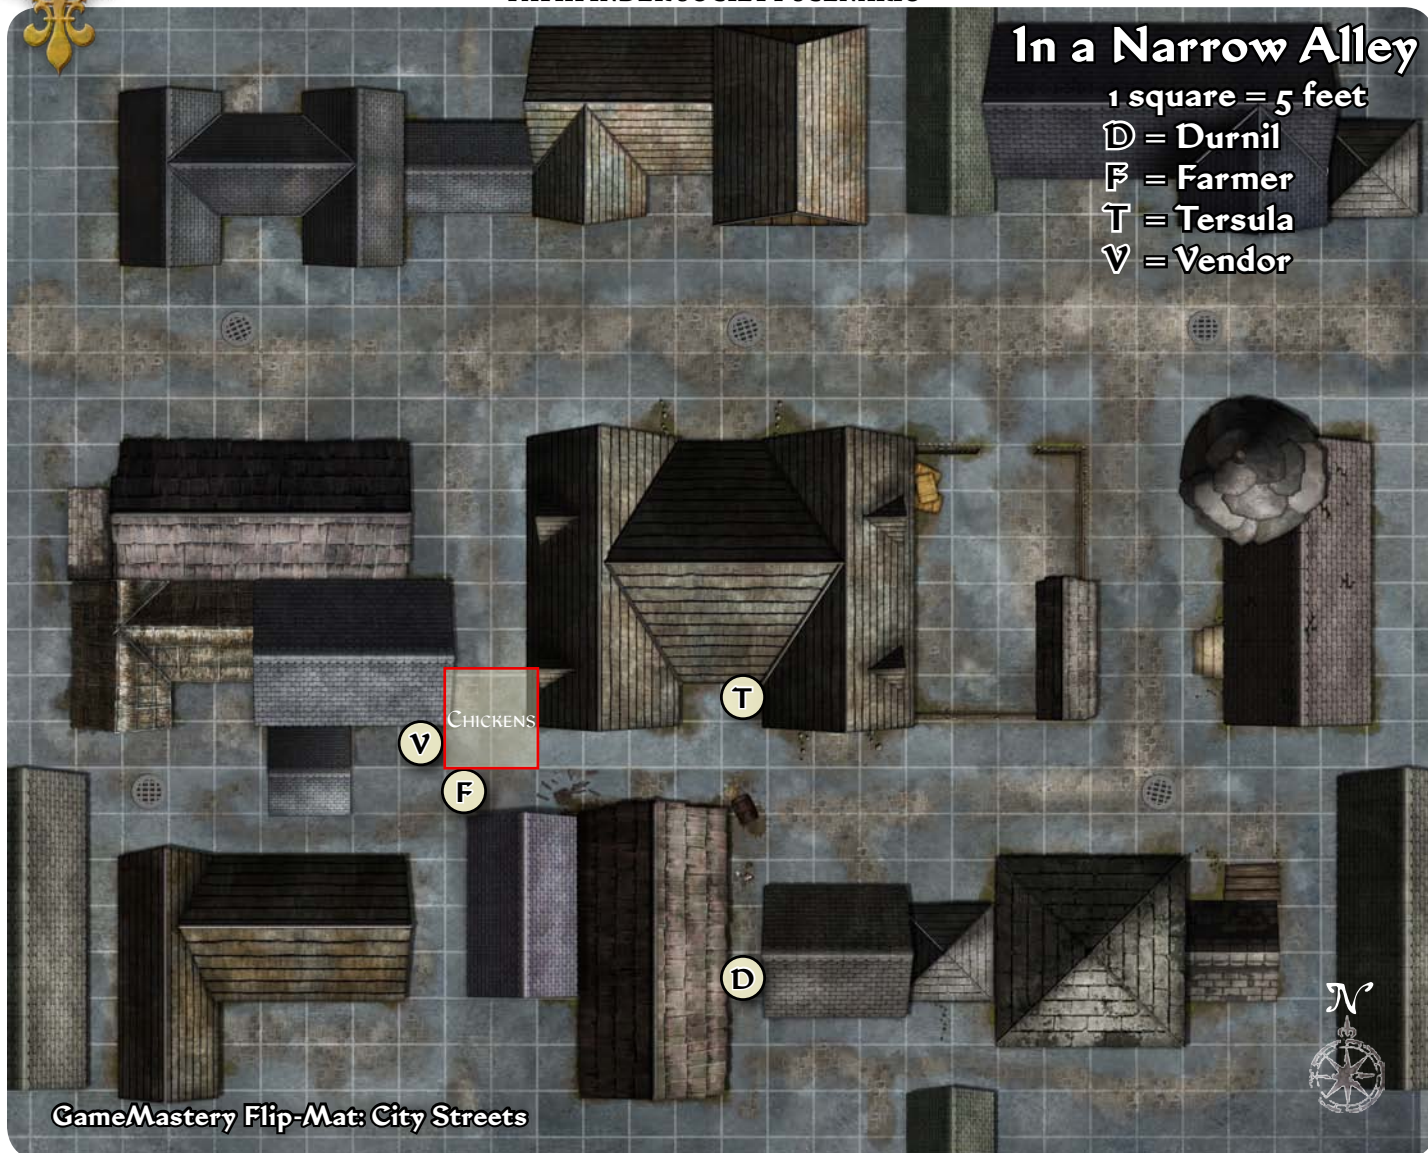 In a Narrow Alley
1 square = 5 feet
D = Durnil
F = Farmer
T = Tersula
V = Vendor
T
Chickens
V
F
D
N
GameMastery Flip-Mat: City Streets